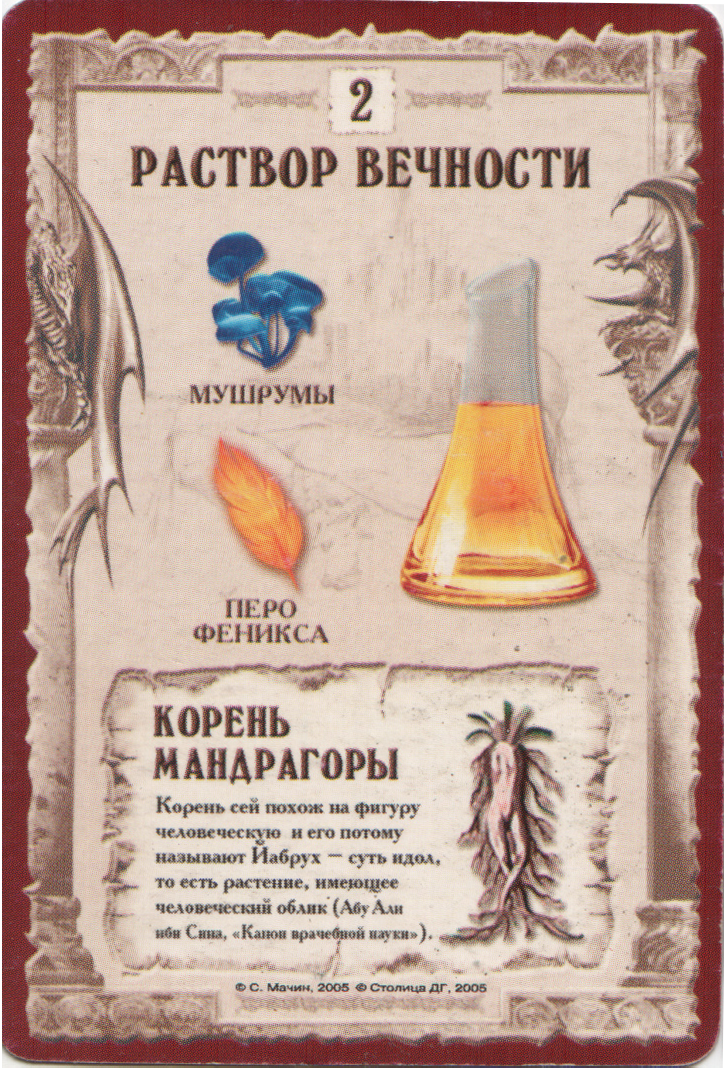 2
РАСТВОР ВЕЧНОСТИ
МУШРУМЫ
ПЕРО
ФЕНИКСА
КОРЕНЬ
МАНДРАГОРЫ
Корень сей похож на фигуру
человеческую и его потому
называют Йабрух – суть идол,
то есть растение, имеющее
человеческий облик (Абу Али
ибн Сина, «Канон врачебной науки»).
© С. Мачин, 2005 © Столица ДГ, 2005